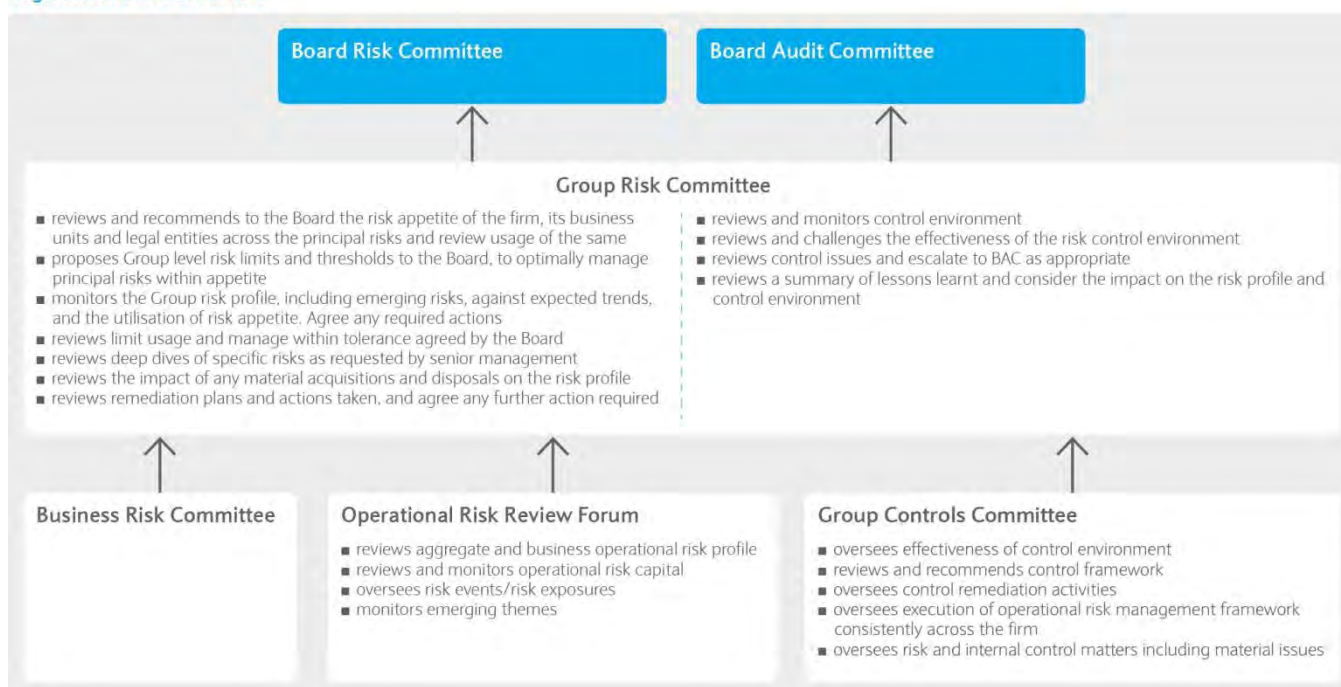 Board Risk Committee
Board Audit Committee
Group Risk Committee
■ reviews and recommends to the Board the risk appetite of the firm, its business
units and legal entities across the principal risks and review usage of the same
■ proposes Group level risk limits and thresholds to the Board, to optimally manage
principal risks within appetite
■ monitors the Group risk profile, including emerging risks, against expected trends,
and the utilisation of risk appetite. Agree any required actions
■ reviews limit usage and manage within tolerance agreed by the Board
■ reviews deep dives of specific risks as requested by senior management
■ reviews the impact of any material acquisitions and disposals on the risk profile
■ reviews remediation plans and actions taken, and agree any further action required
■ reviews and monitors control environment
■ reviews and challenges the effectiveness of the risk control environment
■ reviews control issues and escalate to BAC as appropriate
■ reviews a summary of lessons learnt and consider the impact on the risk profile and
control environment
Business Risk Committee
Operational Risk Review Forum
■ reviews aggregate and business operational risk profile
■ reviews and monitors operational risk capital
■ oversees risk events/risk exposures
■ monitors emerging themes
Group Controls Committee
■ oversees effectiveness of control environment
■ reviews and recommends control framework
■ oversees control remediation activities
■ oversees execution of operational risk management framework
consistently across the firm
■ oversees risk and internal control matters including material issues